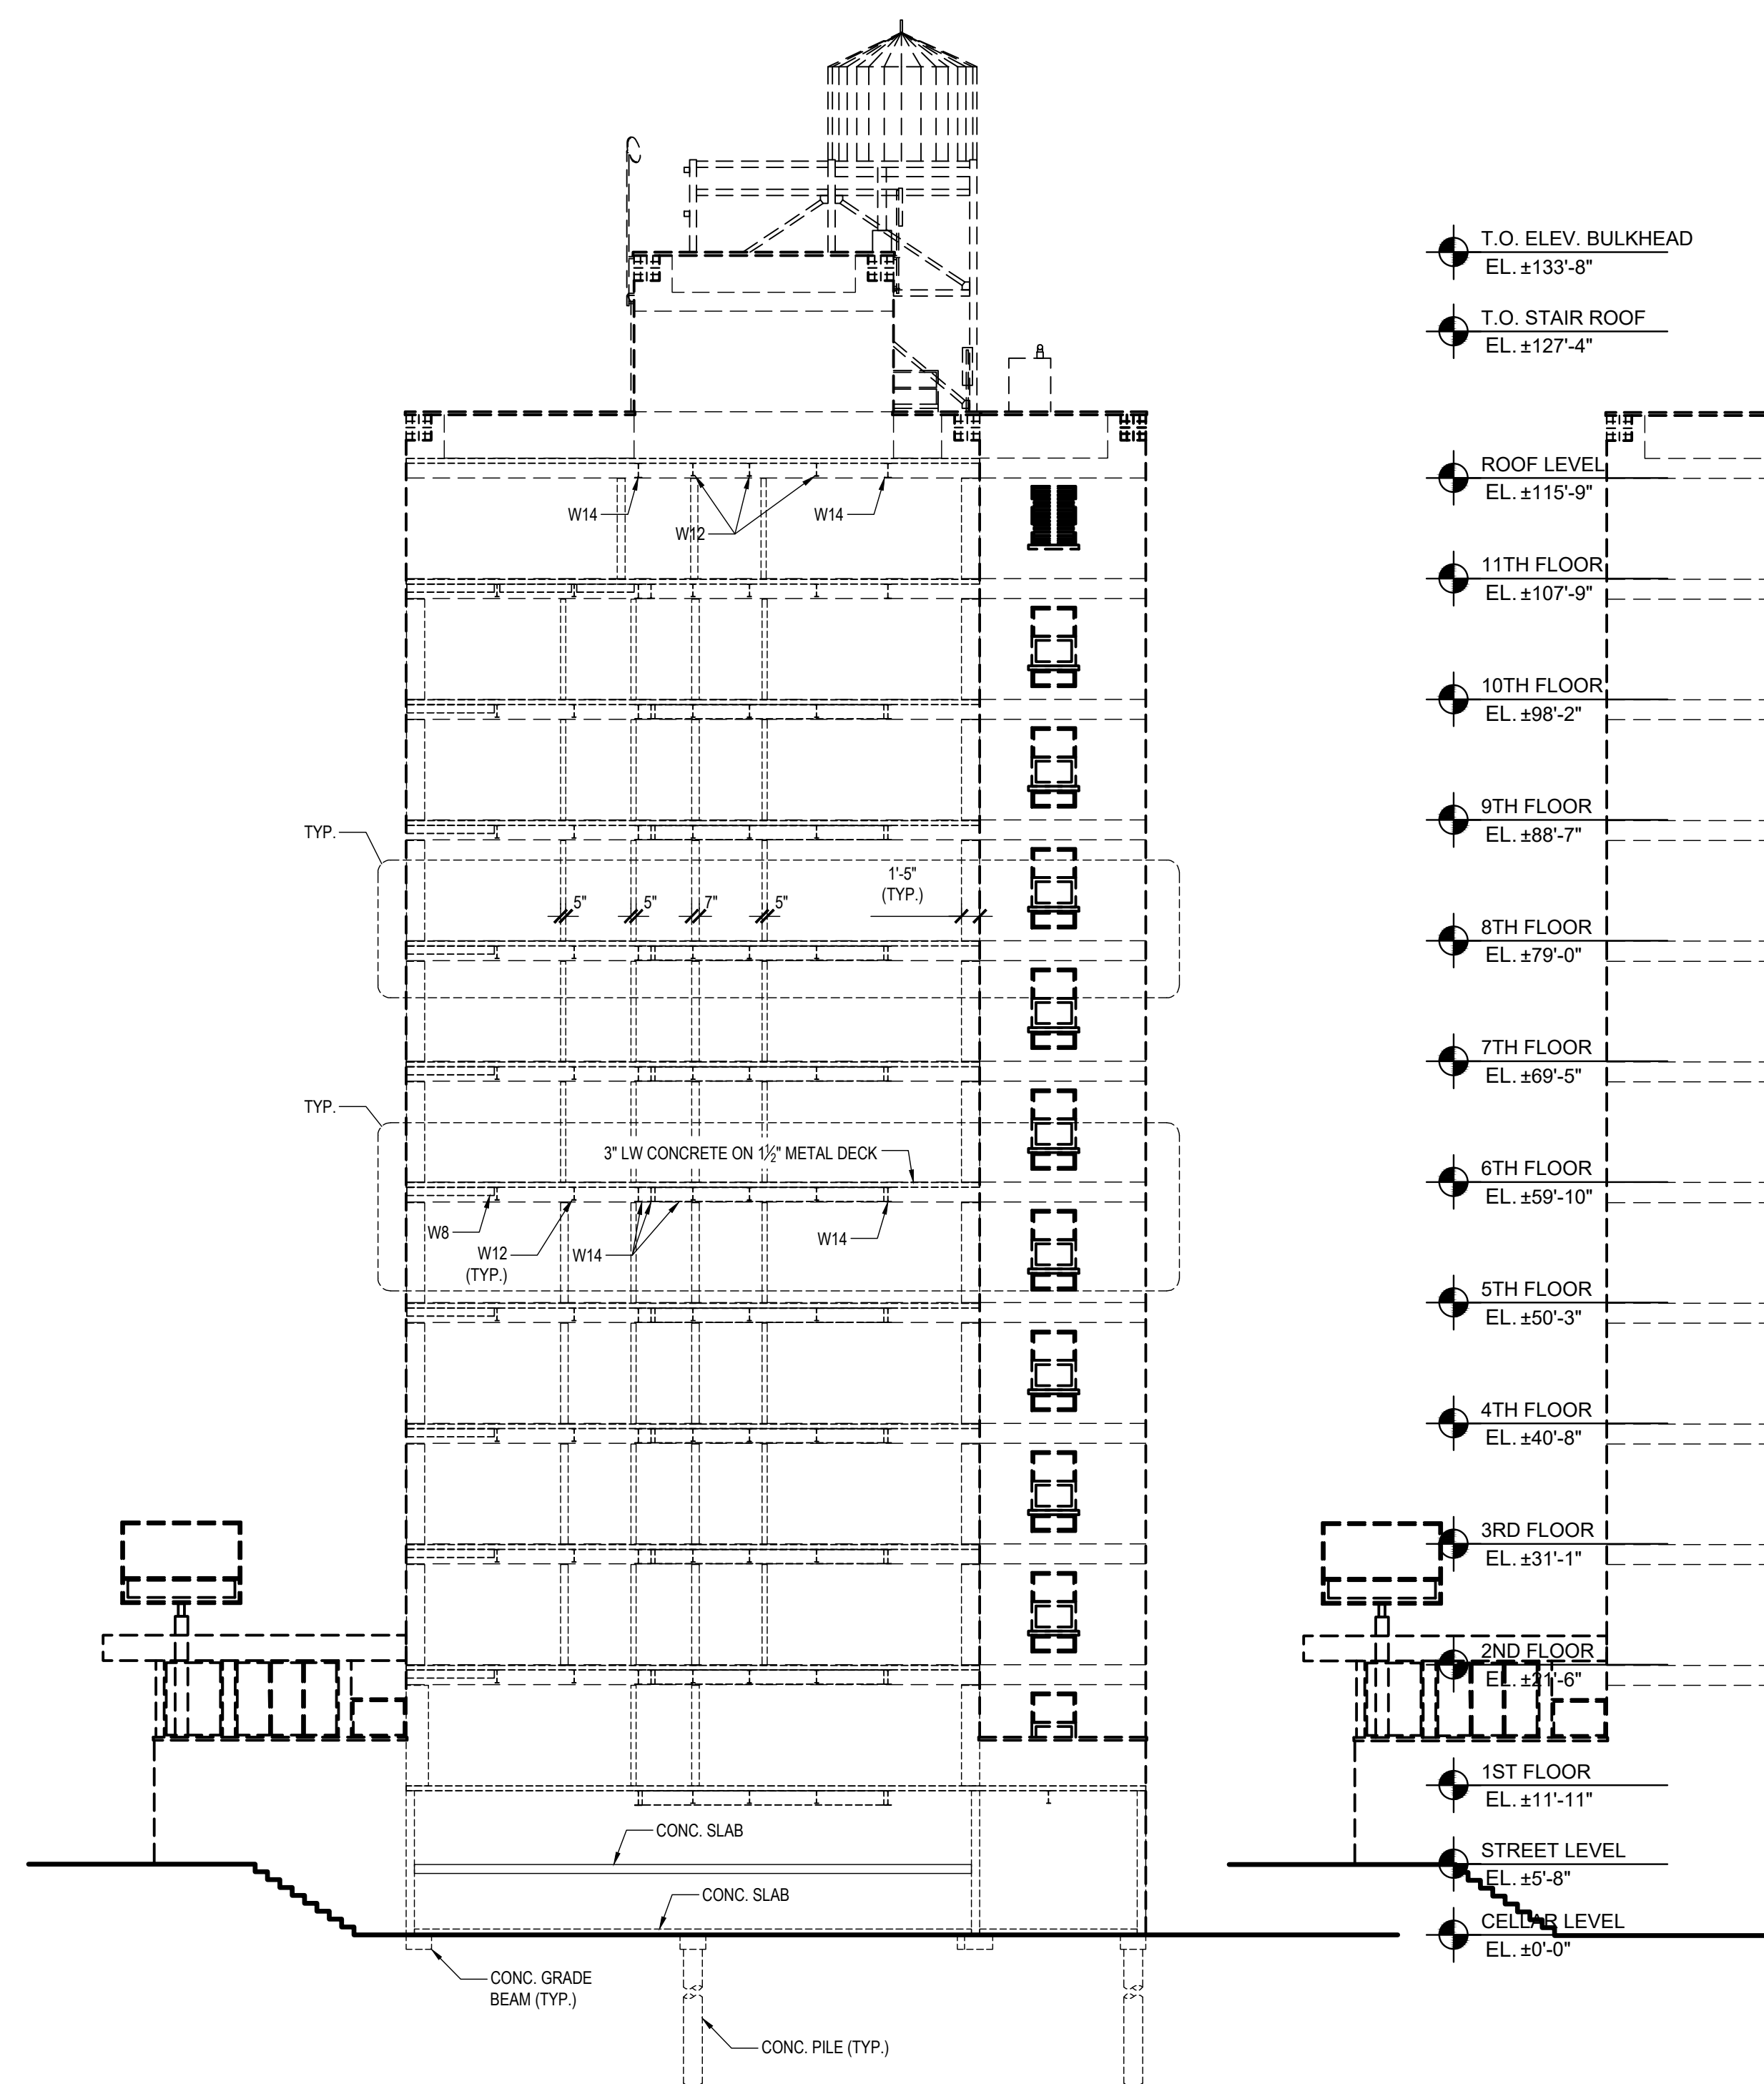 T.O. ELEV. BULKHEAD
EL. ±133'-8"
T.O. STAIR ROOF
EL. ±127'-4"
ROOF LEVEL
EL. ±115'-9"
W14
W12
W14
11TH FLOOR
EL. ±107'-9"
10TH FLOOR
EL. ±98'-2"
9TH FLOOR
EL. ±88'-7"
TYP.
1'-5"
(TYP.)
5"
5"
7"
5"
8TH FLOOR
EL. ±79'-0"
7TH FLOOR
EL. ±69'-5"
TYP.
3" LW CONCRETE ON 1½" METAL DECK
6TH FLOOR
EL. ±59'-10"
W8
W12
(TYP.)
W14
W14
5TH FLOOR
EL. ±50'-3"
4TH FLOOR
EL. ±40'-8"
3RD FLOOR
EL. ±31'-1"
2ND FLOOR
EL. ±21'-6"
1ST FLOOR
EL. ±11'-11"
CONC. SLAB
STREET LEVEL
EL. ±5'-8"
CONC. SLAB
CELLAR LEVEL
EL. ±0'-0"
CONC. GRADE
BEAM (TYP.)
CONC. PILE (TYP.)